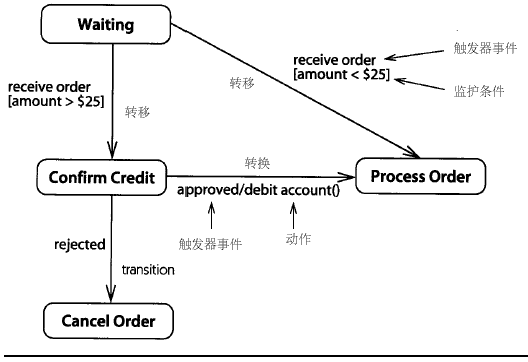 Waiting
receive order
[amount < $25]
触发器事件
监护条件
receive order
[amount > $25]
转移
转移
Confirm Credit
转换
approved/debit account()
Process Order
触发器事件
动作
rejected
transition
Cancel Order